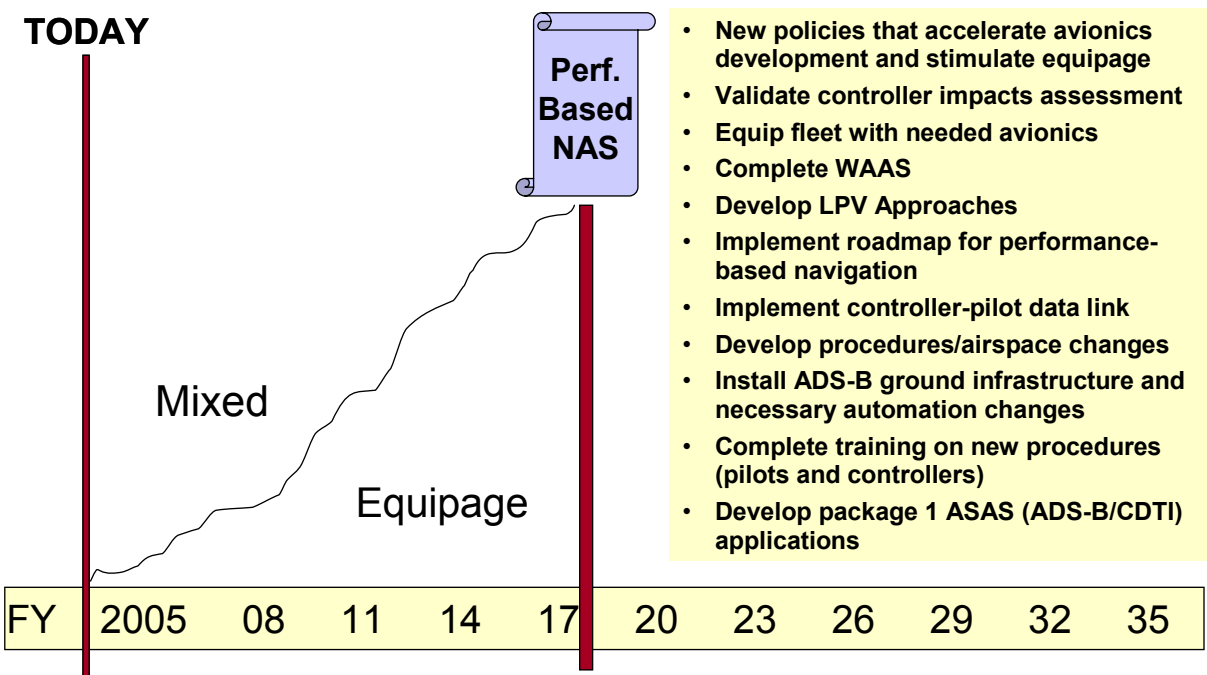 TODAY
Perf.
Based
NAS
Mixed
Equipage
• New policies that accelerate avionics
development and stimulate equipage
• Validate controller impacts assessment
• Equip fleet with needed avionics
• Complete WAAS
• Develop LPV Approaches
• Implement roadmap for performance-
based navigation
• Implement controller-pilot data link
• Develop procedures/airspace changes
• Install ADS-B ground infrastructure and
necessary automation changes
• Complete training on new procedures
(pilots and controllers)
• Develop package 1 ASAS (ADS-B/CDTI)
applications
FY 2005 08 11 14 17 20 23 26 29 32 35